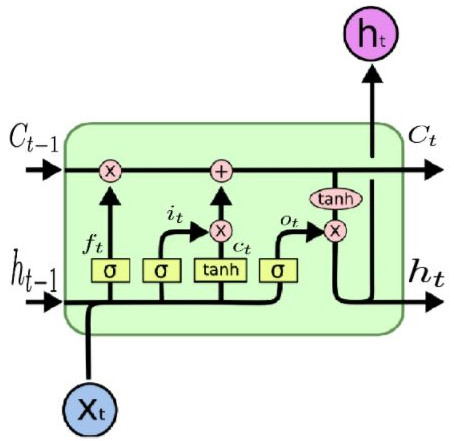 hₜ
Cₜ₋₁
Cₜ
x
+
tanh
iₜ
oₜ
fₜ
x
cₜ
x
σ
σ
tanh
σ
hₜ₋₁
hₜ
Xₜ